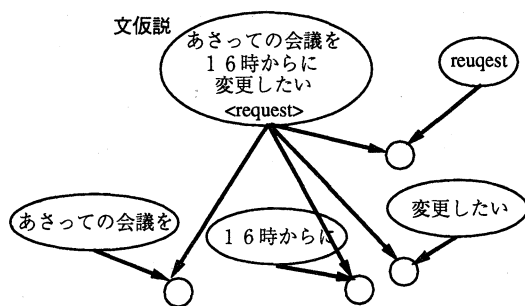 文仮説
あさっての会議を
１６時からに
変更したい
<request>
reuqest
あさっての会議を
１６時からに
変更したい